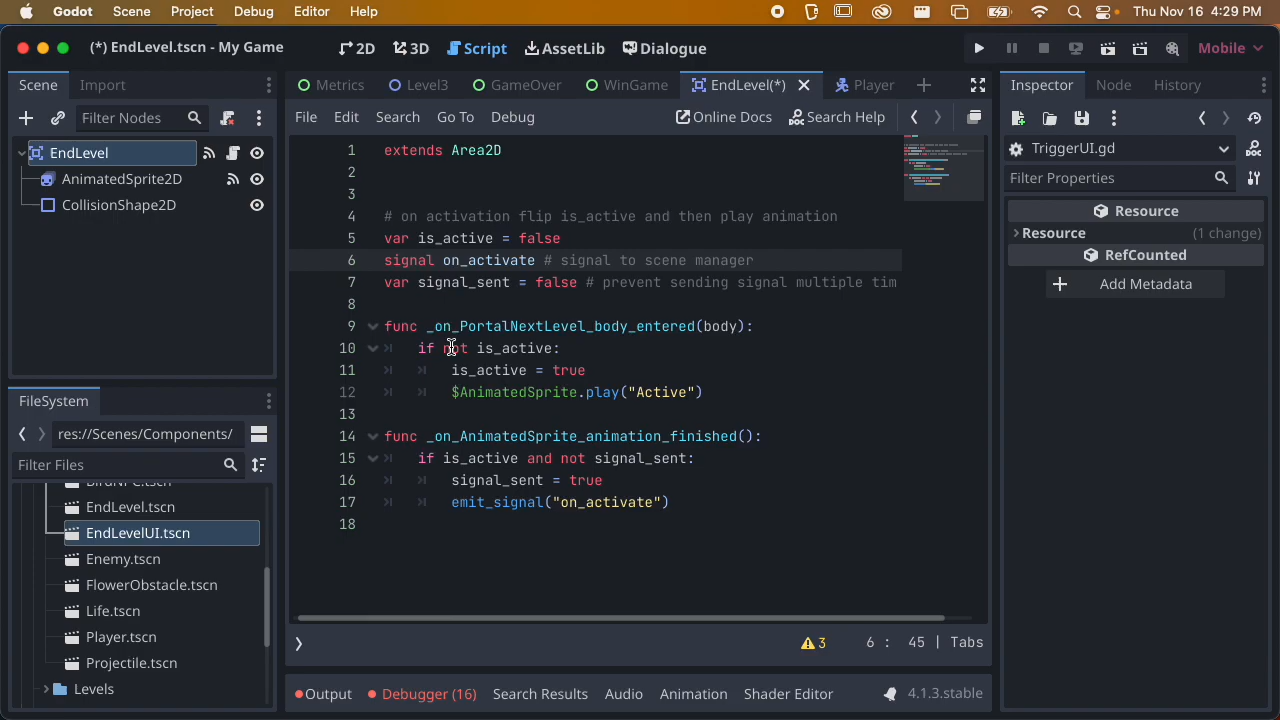 Godot Scene Project Debug Editor Help Thu Nov 16 4:29 PM
(*) EndLevel.tscn - My Game 2D 3D Script AssetLib Dialogue Mobile
Scene Import
Filter Nodes
EndLevel
AnimatedSprite2D
CollisionShape2D
FileSystem
res://Scenes/Components/
Filter Files
EndLevel.tscn
EndLevelUI.tscn
Enemy.tscn
FlowerObstacle.tscn
Life.tscn
Player.tscn
Projectile.tscn
Levels
Metrics Level3 GameOver WinGame EndLevel(*) Player
File Edit Search Go To Debug Online Docs Search Help
1 extends Area2D
2
3
4 # on activation flip is_active and then play animation
5 var is_active = false
6 signal on_activate # signal to scene manager
7 var signal_sent = false # prevent sending signal multiple tim
8
9 func _on_PortalNextLevel_body_entered(body):
10 if not is_active:
11 is_active = true
12 $AnimatedSprite.play("Active")
13
14 func _on_AnimatedSprite_animation_finished():
15 if is_active and not signal_sent:
16 signal_sent = true
17 emit_signal("on_activate")
18
3 6 : 45 | Tabs
Output Debugger (16) Search Results Audio Animation Shader Editor 4.1.3.stable
Inspector Node History
TriggerUI.gd
Filter Properties
Resource
Resource (1 change)
RefCounted
Add Metadata